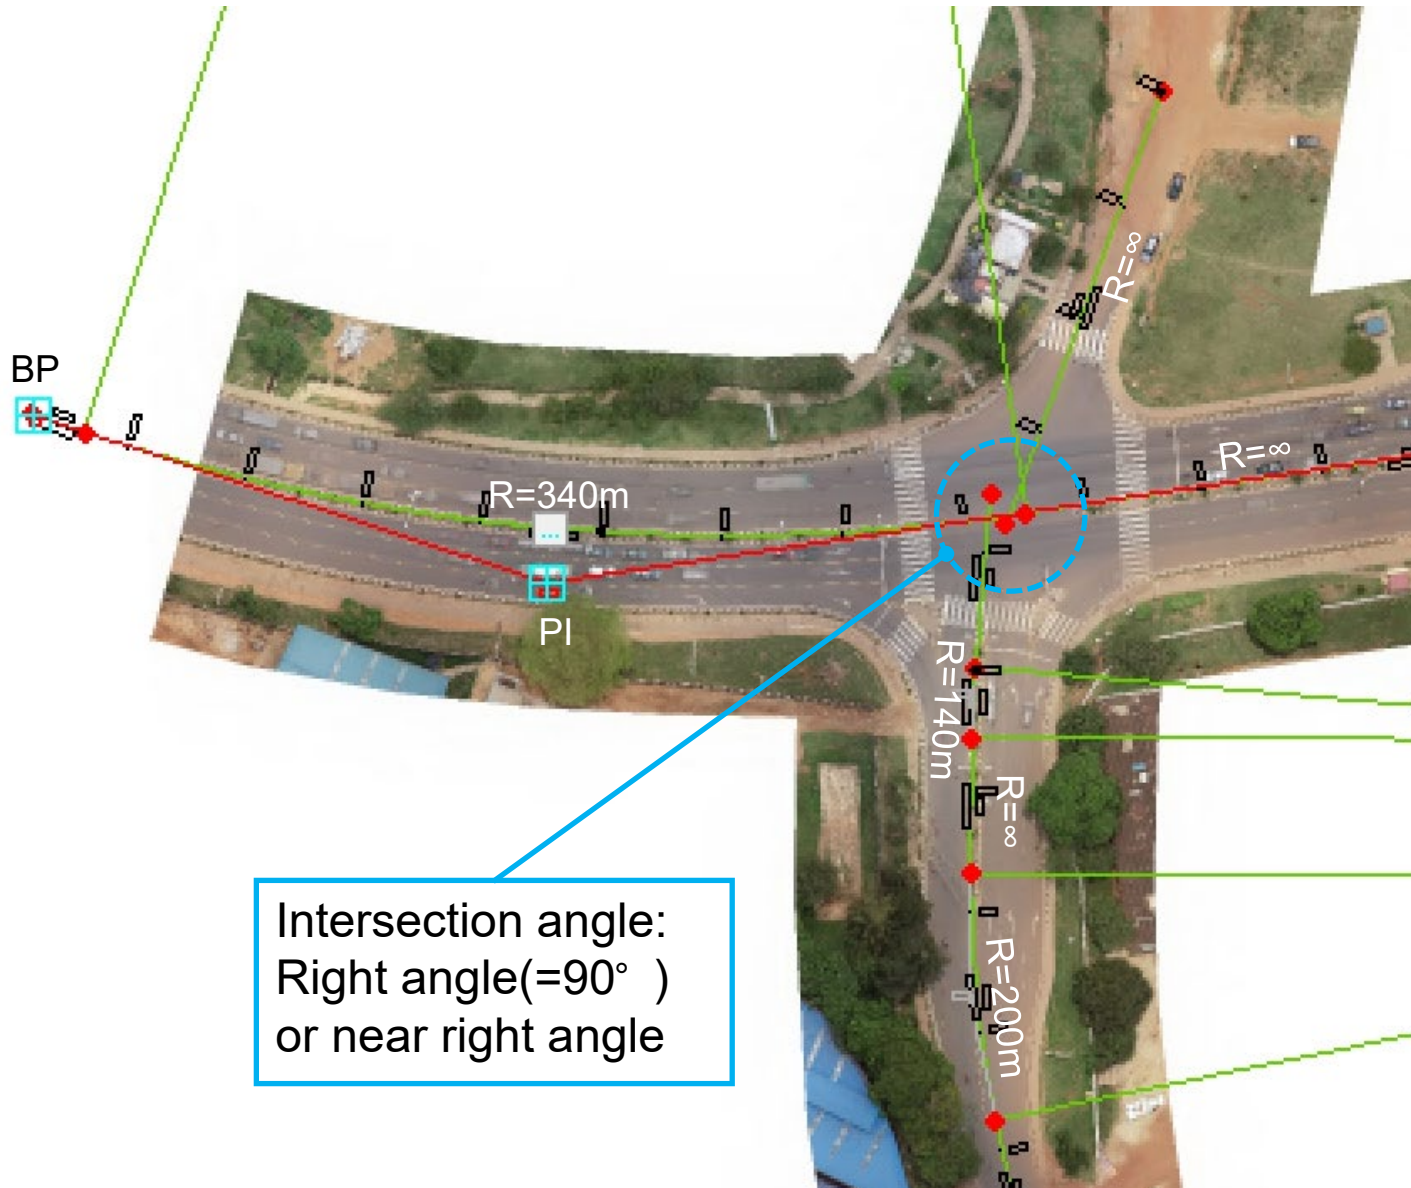 R=∞
BP
R=∞
R=340m
...
PI
R=140m
R=∞
Intersection angle:
Right angle(=90° )
or near right angle
R=200m